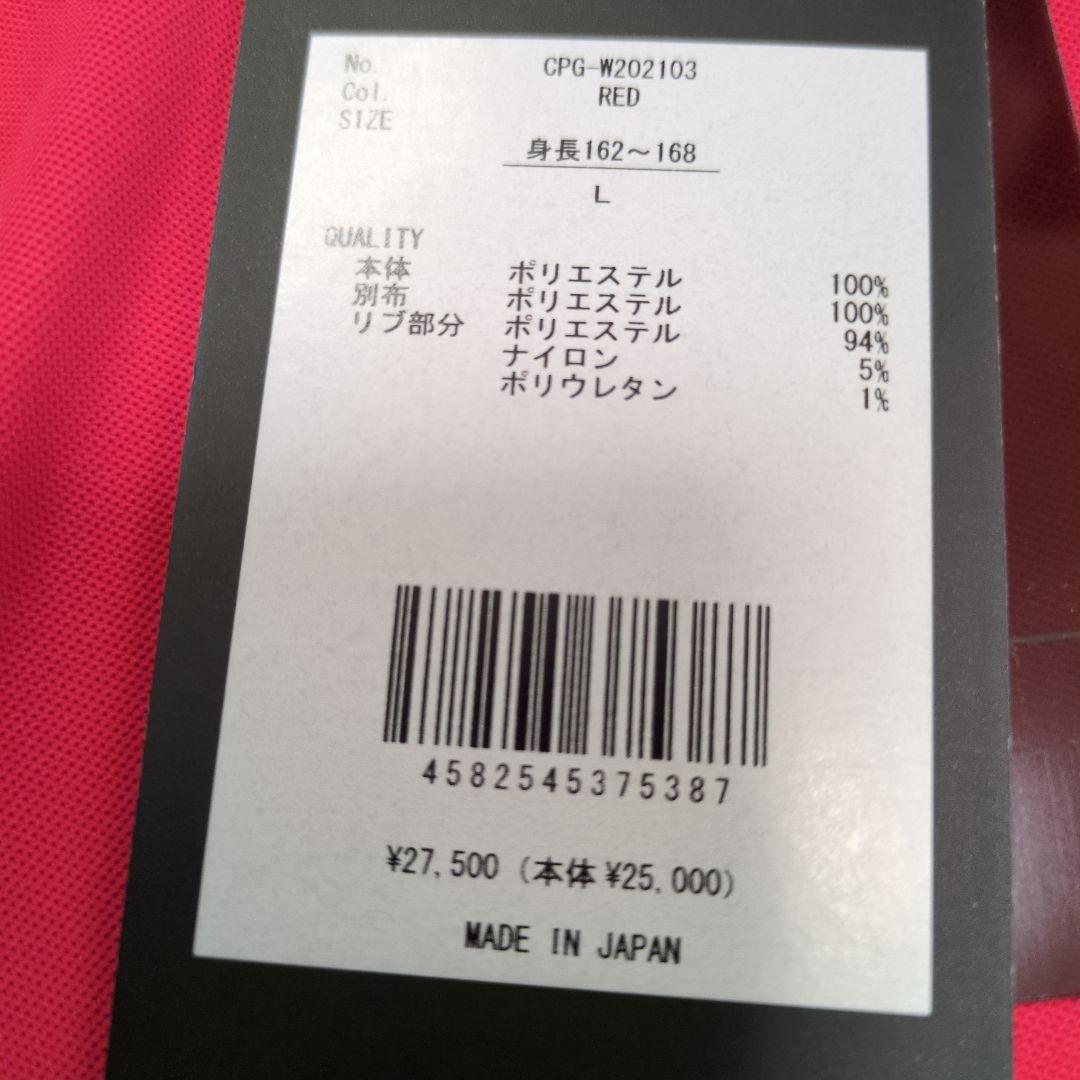 No. CPG-W202103
Col. RED
SIZE
身長162～168
L
QUALITY
本体 ポリエステル 100%
別布 ポリエステル 100%
リブ部分 ポリエステル 94%
ナイロン 5%
ポリウレタン 1%
4582545375387
¥27,500 (本体 ¥25,000)
MADE IN JAPAN